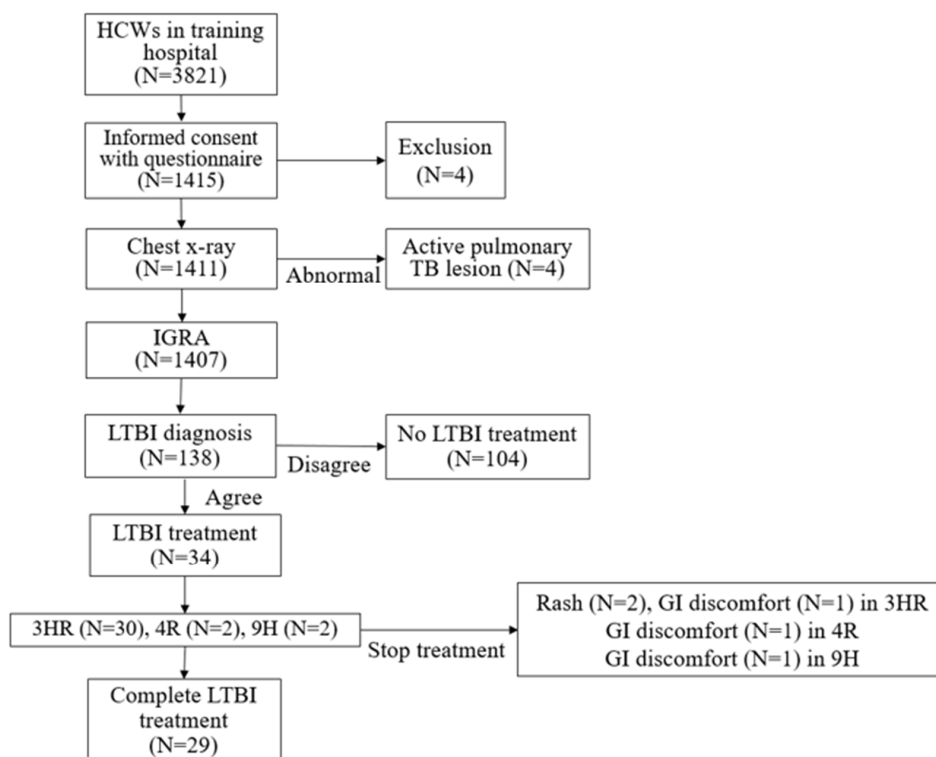 HCWs in training
hospital
(N=3821)
Informed consent
with questionnaire
(N=1415)
Exclusion
(N=4)
Chest x-ray
(N=1411)
Abnormal
Active pulmonary
TB lesion (N=4)
IGRA
(N=1407)
LTBI diagnosis
(N=138)
Disagree
No LTBI treatment
(N=104)
Agree
LTBI treatment
(N=34)
3HR (N=30), 4R (N=2), 9H (N=2)
Stop treatment
Rash (N=2), GI discomfort (N=1) in 3HR
GI discomfort (N=1) in 4R
GI discomfort (N=1) in 9H
Complete LTBI
treatment
(N=29)